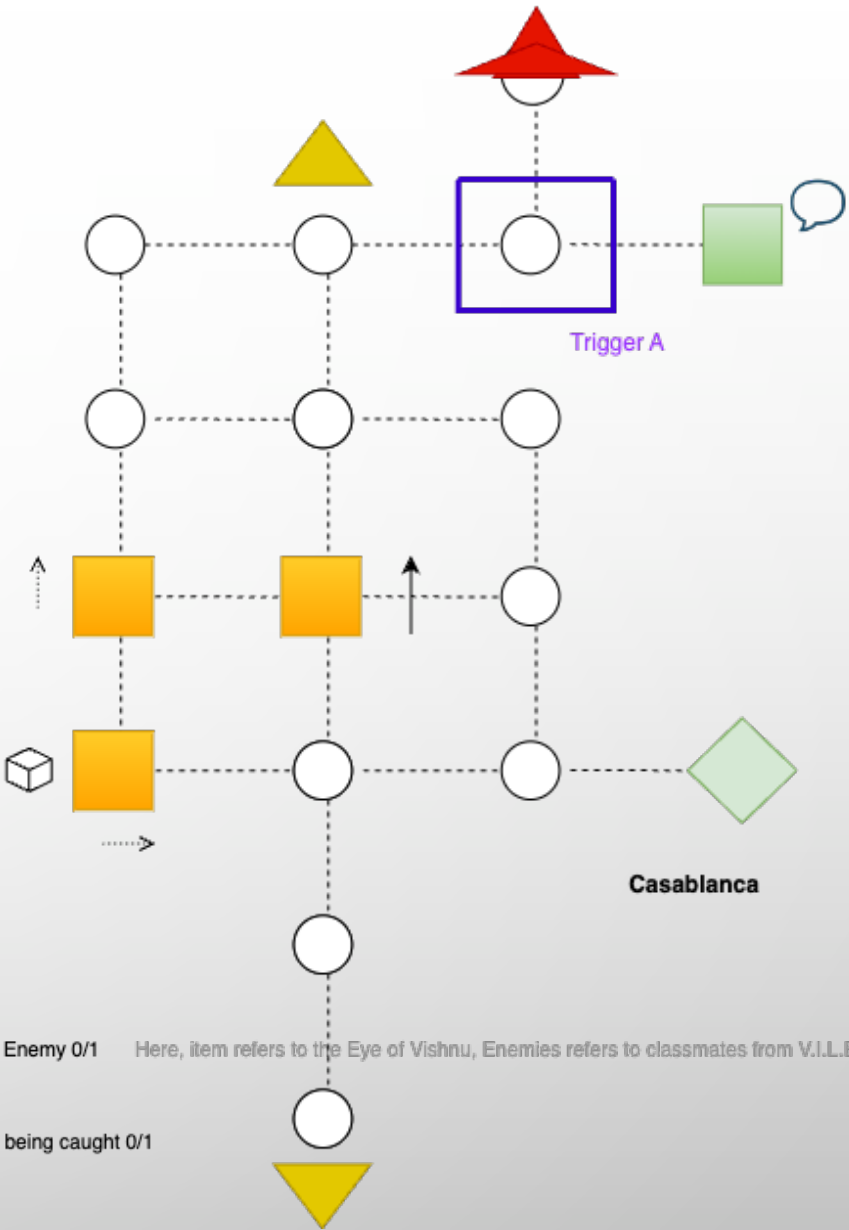 Trigger A
Casablanca
Enemy 0/1 Here, item refers to the Eye of Vishnu, Enemies refers to classmates from V.I.L.E
being caught 0/1